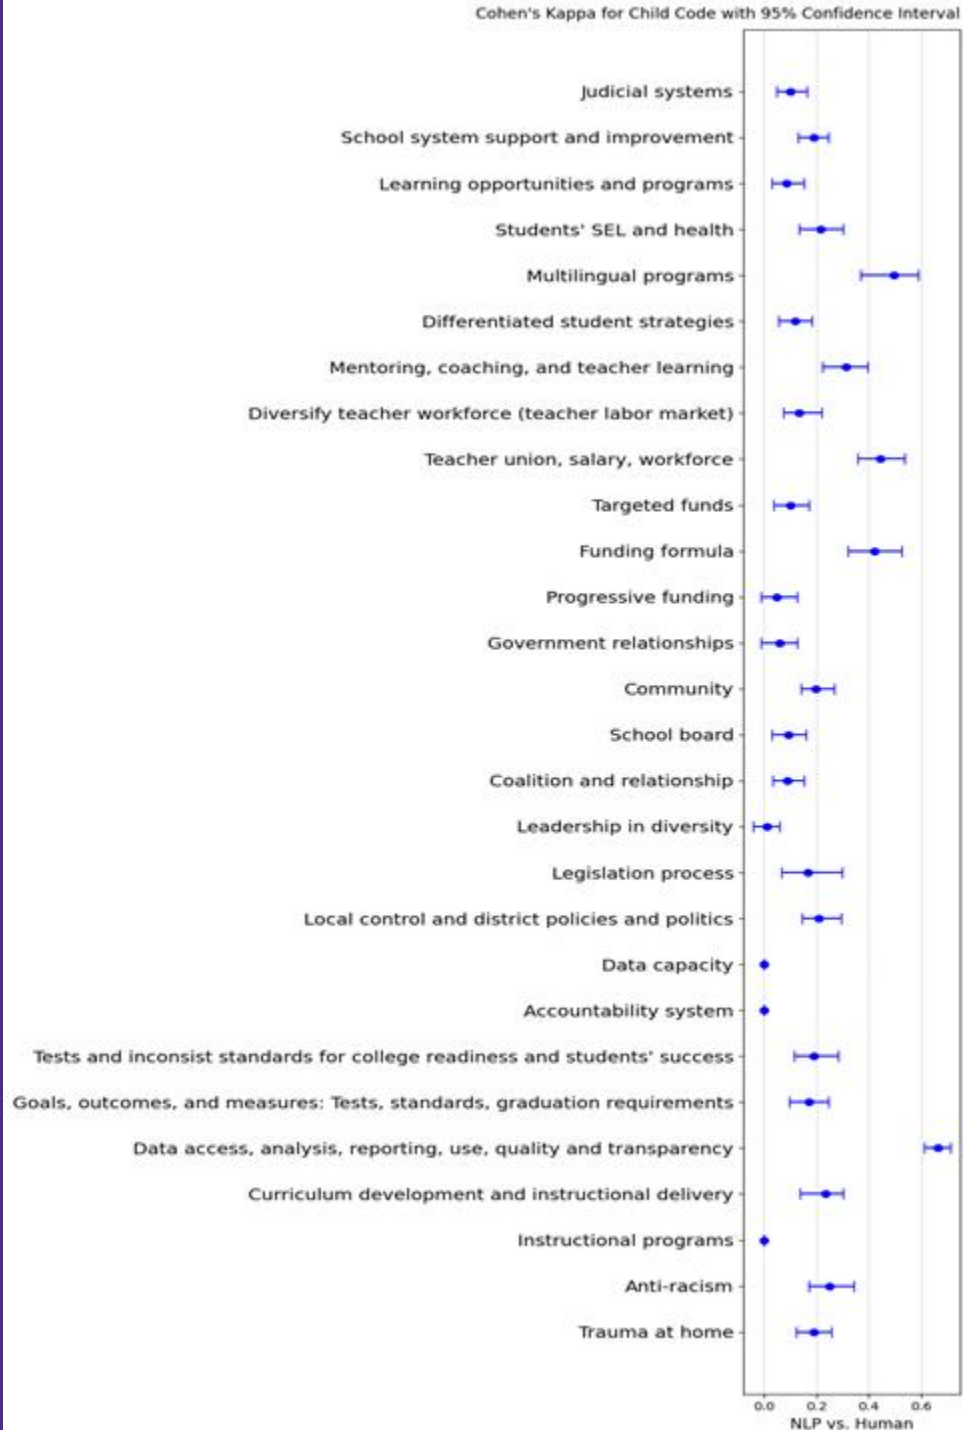 Cohen's Kappa for Child Code with 95% Confidence Interval
Judicial systems
School system support and improvement
Learning opportunities and programs
Students' SEL and health
Multilingual programs
Differentiated student strategies
Mentoring, coaching, and teacher learning
Diversify teacher workforce (teacher labor market)
Teacher union, salary, workforce
Targeted funds
Funding formula
Progressive funding
Government relationships
Community
School board
Coalition and relationship
Leadership in diversity
Legislation process
Local control and district policies and politics
Data capacity
Accountability system
Tests and inconsist standards for college readiness and students' success
Goals, outcomes, and measures: Tests, standards, graduation requirements
Data access, analysis, reporting, use, quality and transparency
Curriculum development and instructional delivery
Instructional programs
Anti-racism
Trauma at home
0.0 0.2 0.4 0.6
NLP vs. Human